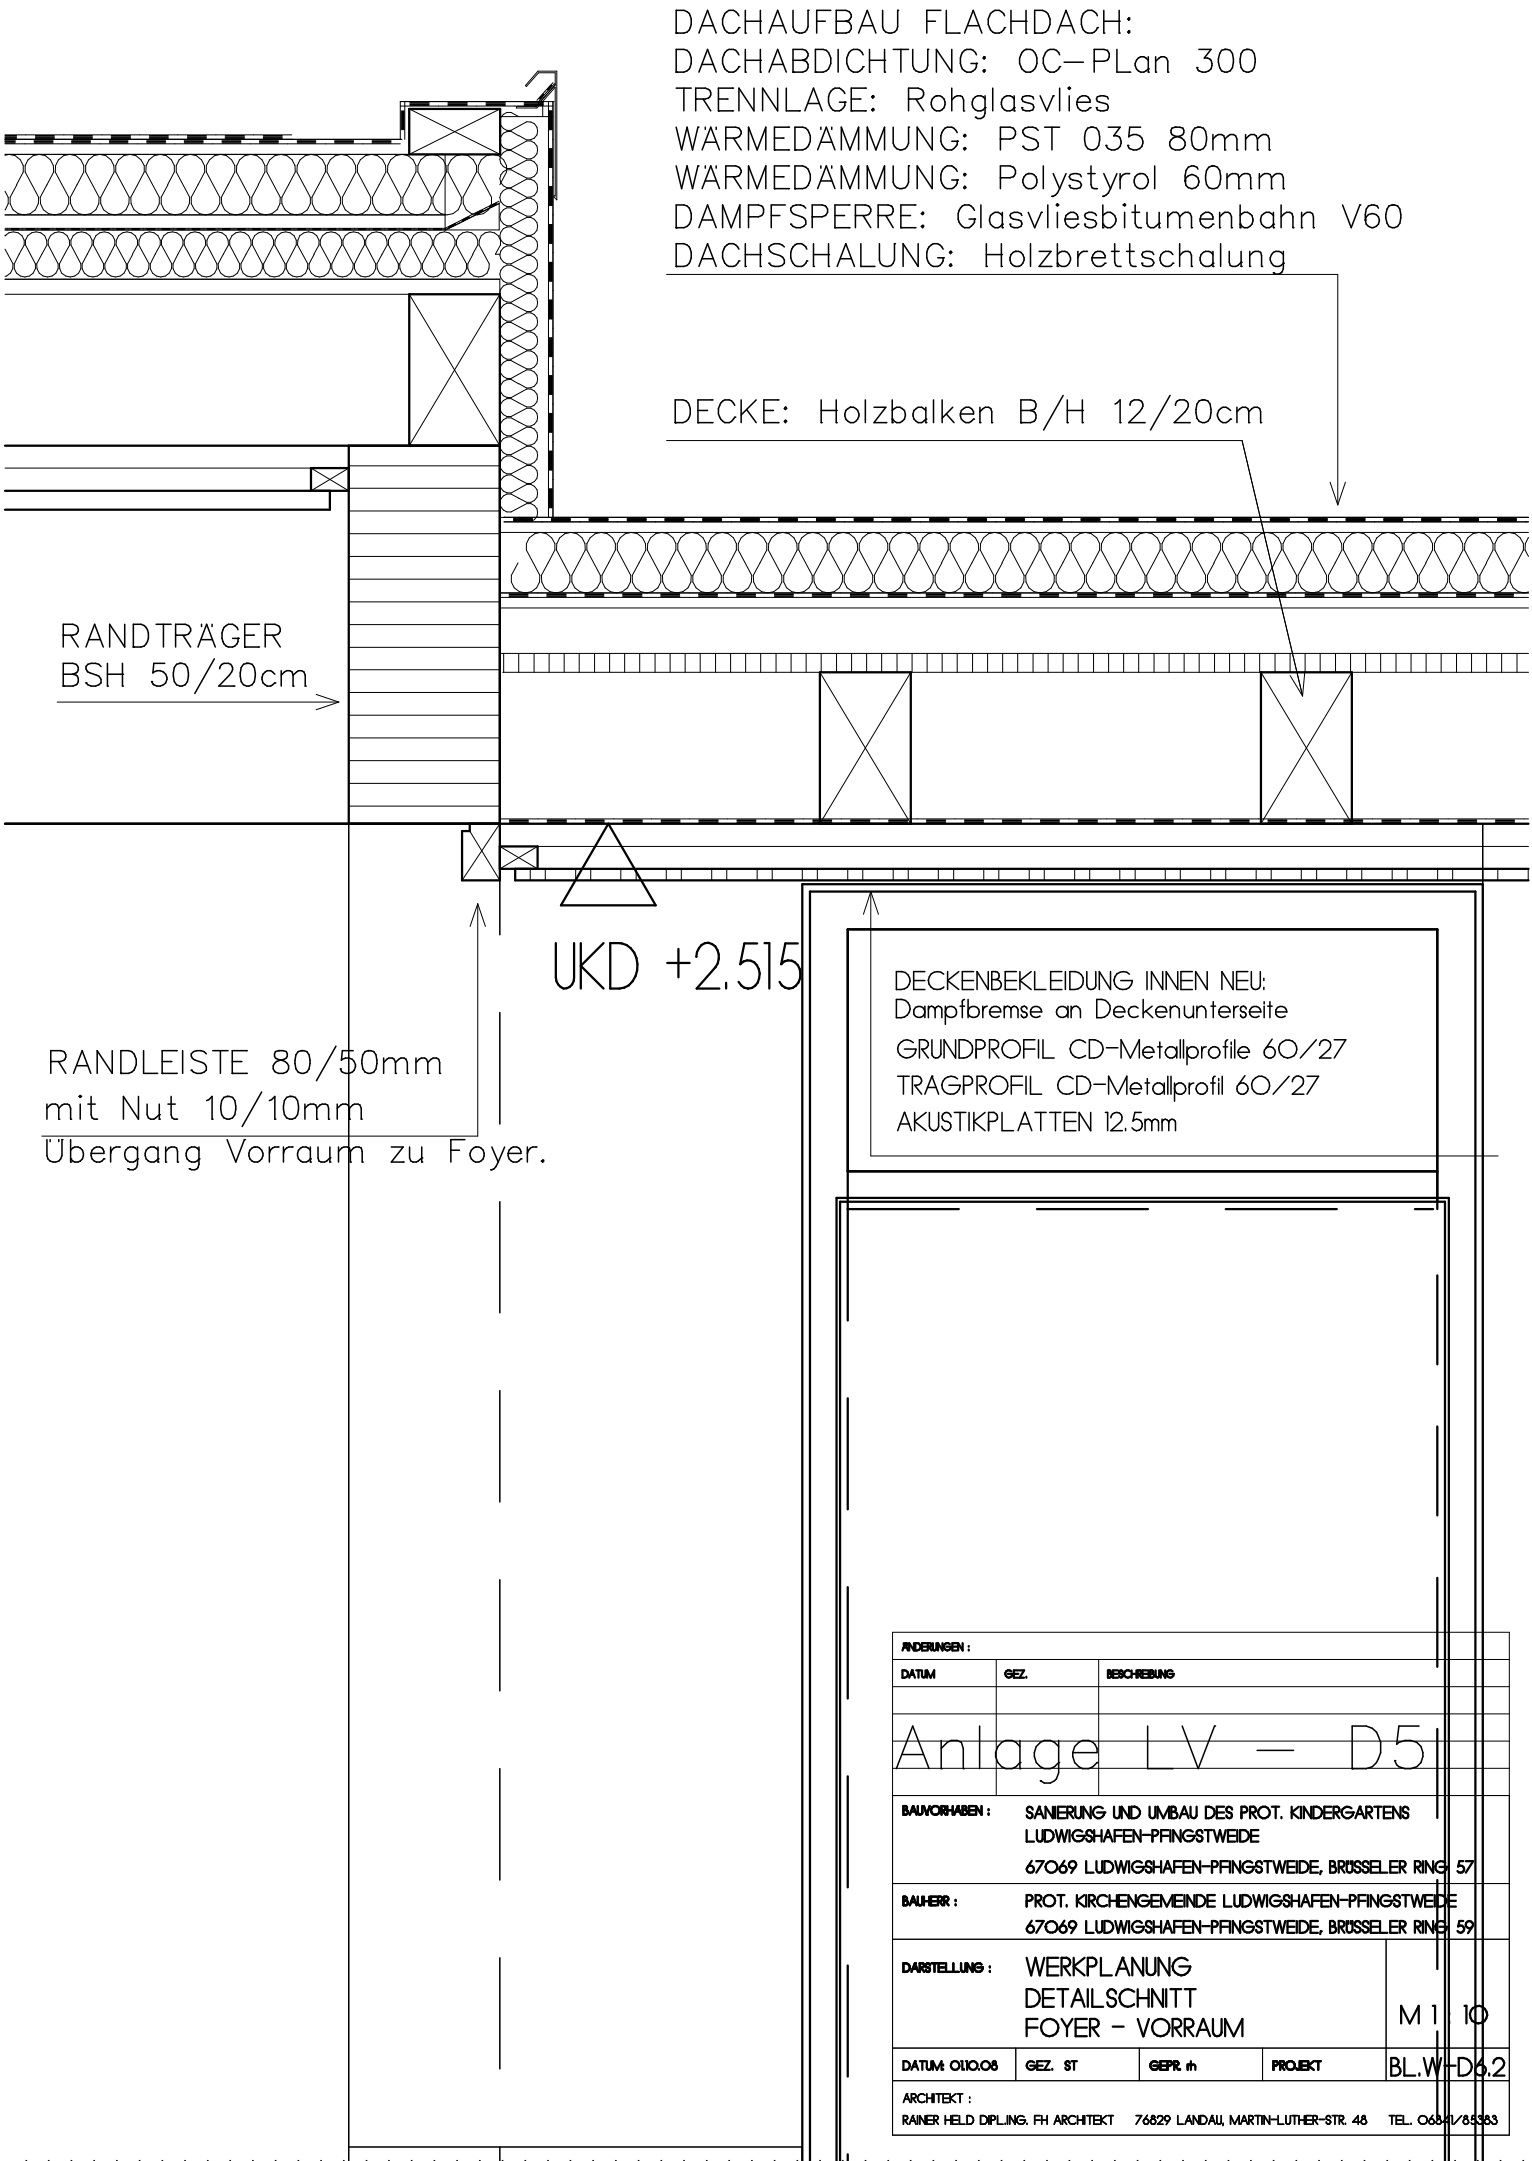 DACHAUFBAU FLACHDACH:
DACHABDICHTUNG: OC-PLan 300
TRENNLAGE: Rohglasvlies
WÄRMEDÄMMUNG: PST 035 80mm
WÄRMEDÄMMUNG: Polystyrol 60mm
DAMPFSPERRE: Glasvliesbitumenbahn V60
DACHSCHALUNG: Holzbrettschalung
DECKE: Holzbalken B/H 12/20cm
RANDTRÄGER
BSH 50/20cm
UKD +2.515
DECKENBEKLEIDUNG INNEN NEU:
Dampfbremse an Deckenunterseite
GRUNDPROFIL CD-Metallprofile 60/27
TRAGPROFIL CD-Metallprofil 60/27
AKUSTIKPLATTEN 12.5mm
RANDLEISTE 80/50mm
mit Nut 10/10mm
Übergang Vorraum zu Foyer.
ÄNDERUNGEN :
DATUM GEZ. BESCHREIBUNG
Anlage LV - D5
BAUVORHABEN : SANIERUNG UND UMBAU DES PROT. KINDERGARTENS
LUDWIGSHAFEN-PFINGSTWEIDE
67069 LUDWIGSHAFEN-PFINGSTWEIDE, BRÜSSELER RING 57
BAUHERR : PROT. KIRCHENGEMEINDE LUDWIGSHAFEN-PFINGSTWEIDE
67069 LUDWIGSHAFEN-PFINGSTWEIDE, BRÜSSELER RING 59
DARSTELLUNG : WERKPLANUNG
DETAILSCHNITT
FOYER - VORRAUM
M 1 : 10
DATUM: 01.10.08 GEZ. ST GEPR. rh PROJEKT BL.W-D6.2
ARCHITEKT :
RAINER HELD DIPL.ING. FH ARCHITEKT 76829 LANDAU, MARTIN-LUTHER-STR. 48 TEL.